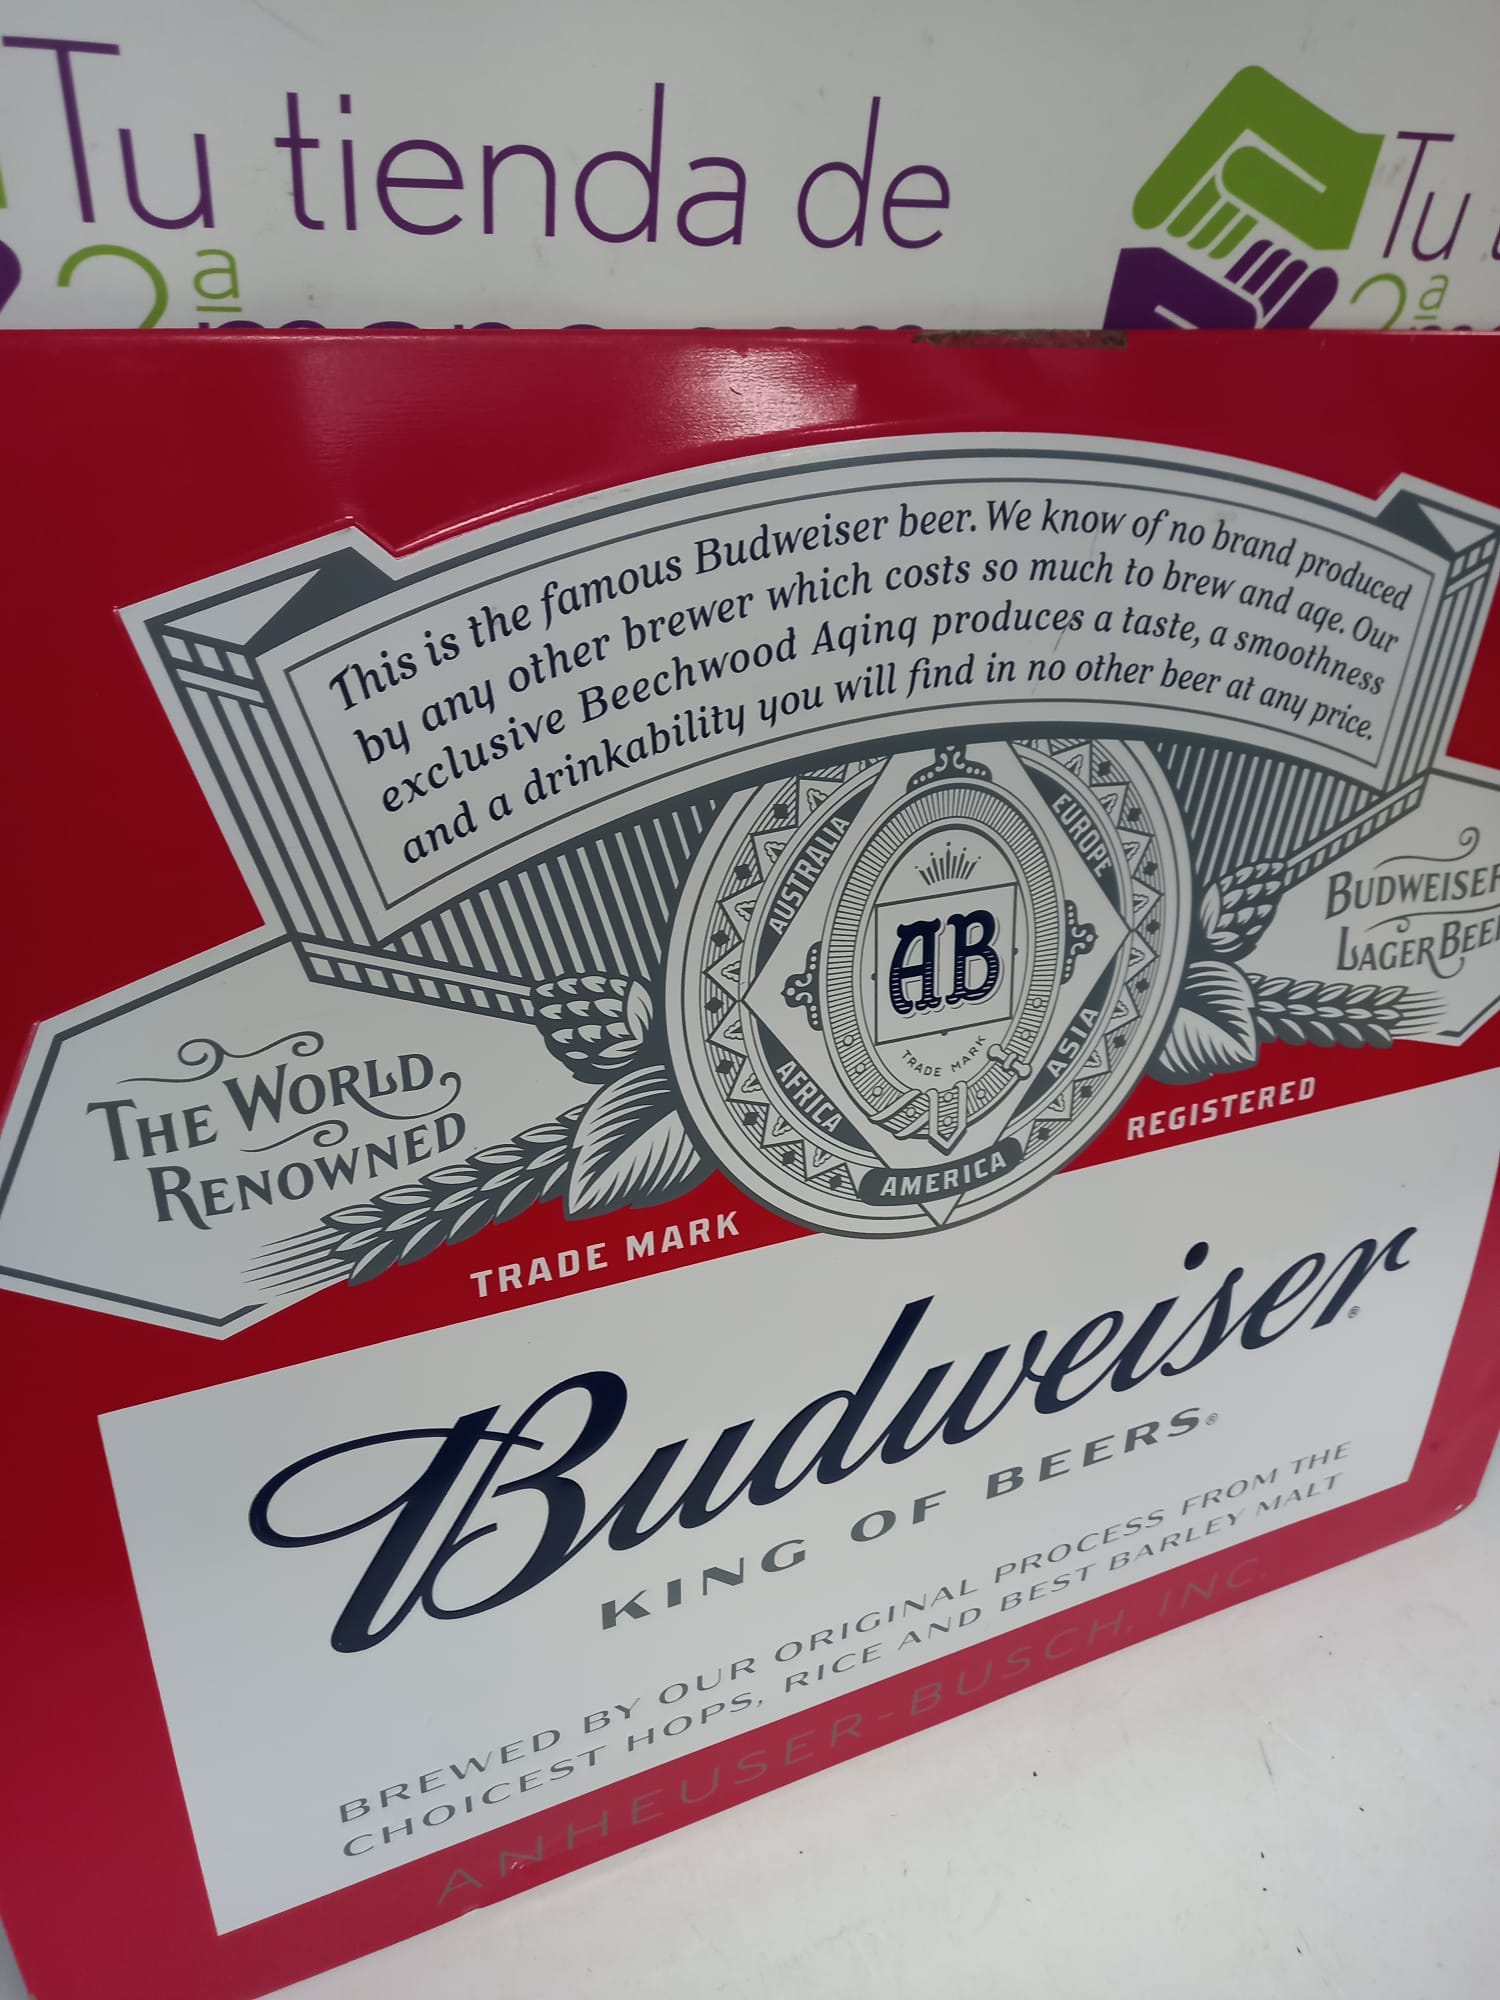 Tu tienda de
2ª
Tu
2ª
This is the famous Budweiser beer. We know of no brand produced
by any other brewer which costs so much to brew and age. Our
exclusive Beechwood Aging produces a taste, a smoothness
and a drinkability you will find in no other beer at any price.
AUSTRALIA
EUROPE
AB
TRADE MARK
AFRICA
ASIA
AMERICA
THE WORLD
RENOWNED
BUDWEISER
LAGER BEER
TRADE MARK
REGISTERED
Budweiser®
KING OF BEERS®
BREWED BY OUR ORIGINAL PROCESS FROM THE
CHOICEST HOPS, RICE AND BEST BARLEY MALT
ANHEUSER-BUSCH, INC.